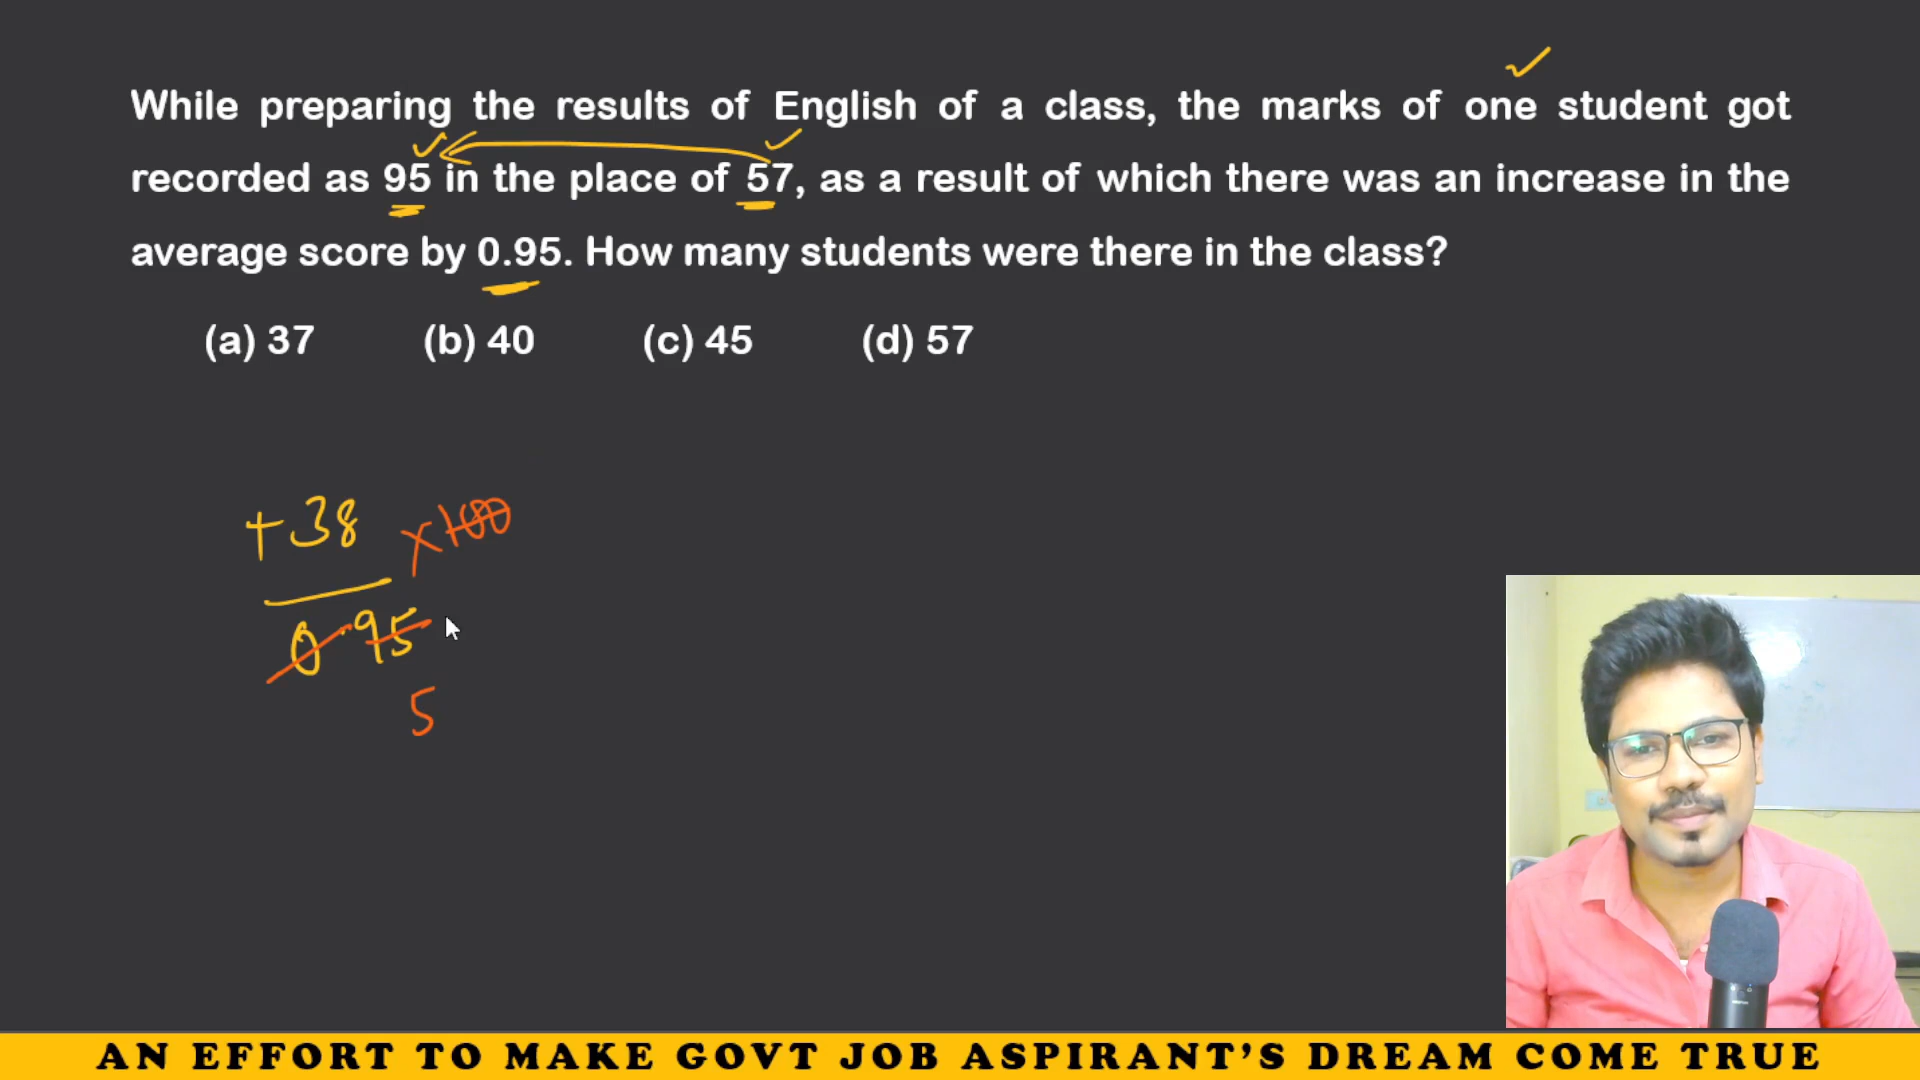 While preparing the results of English of a class, the marks of one student got
recorded as 95 in the place of 57, as a result of which there was an increase in the
average score by 0.95. How many students were there in the class?
(a) 37 (b) 40 (c) 45 (d) 57
+38 x100
0.95
5
AN EFFORT TO MAKE GOVT JOB ASPIRANT'S DREAM COME TRUE